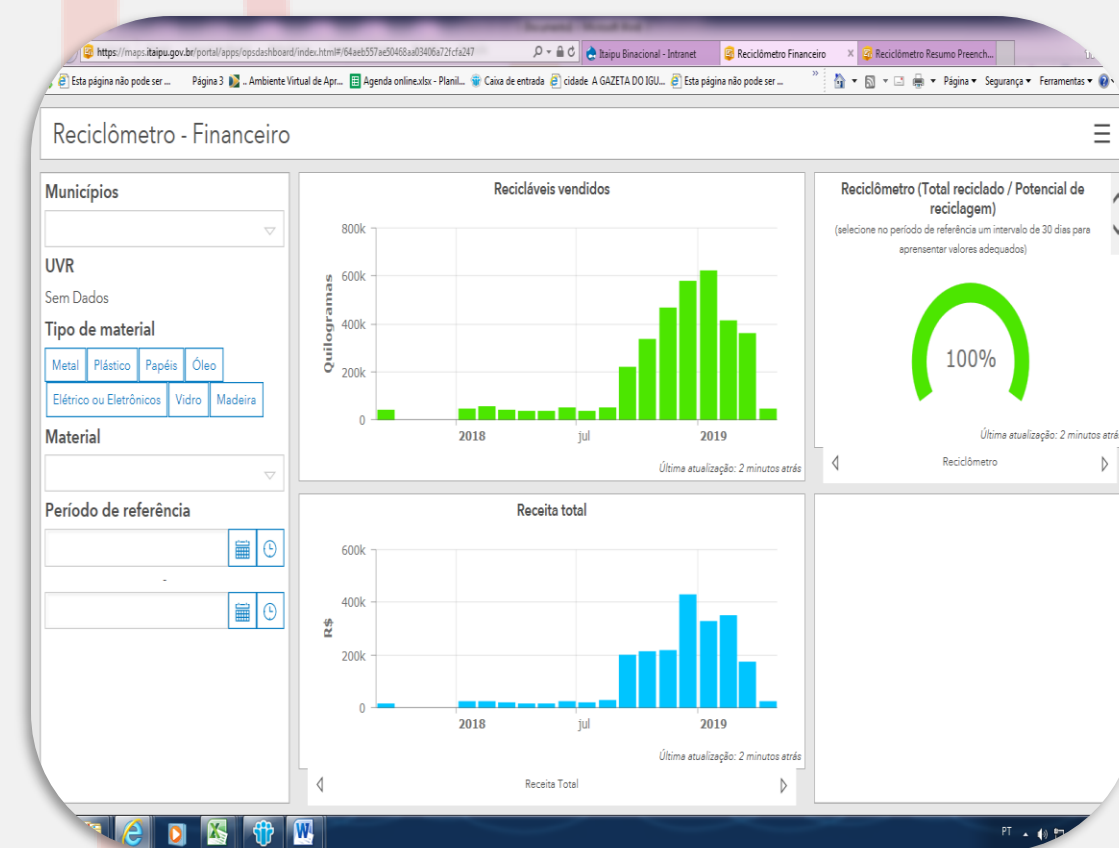 https://maps.itaipu.gov.br/portal/apps/opsdashboard/index.html#/64aeb557ae50468aa03406a72fcfa247
Itaipu Binacional - Intranet
Reciclômetro Financeiro
Reciclômetro Resumo Preench...
Esta página não pode ser ...
Página 3
.. Ambiente Virtual de Apr...
Agenda online.xlsx - Planil...
Caixa de entrada
cidade A GAZETA DO IGU...
Esta página não pode ser ...
Página
Segurança
Ferramentas
Reciclômetro - Financeiro
Municípios
UVR
Sem Dados
Tipo de material
Metal Plástico Papéis Óleo
Elétrico ou Eletrônicos Vidro Madeira
Material
Período de referência
-
Recicláveis vendidos
Quilogramas
800k
600k
400k
200k
0
2018 jul 2019
Última atualização: 2 minutos atrás
Receita total
R$
600k
400k
200k
0
2018 jul 2019
Última atualização: 2 minutos atrás
Receita Total
Reciclômetro (Total reciclado / Potencial de
reciclagem)
(selecione no período de referência um intervalo de 30 dias para
aprensentar valores adequados)
100%
Última atualização: 2 minutos atrá
Reciclômetro
PT